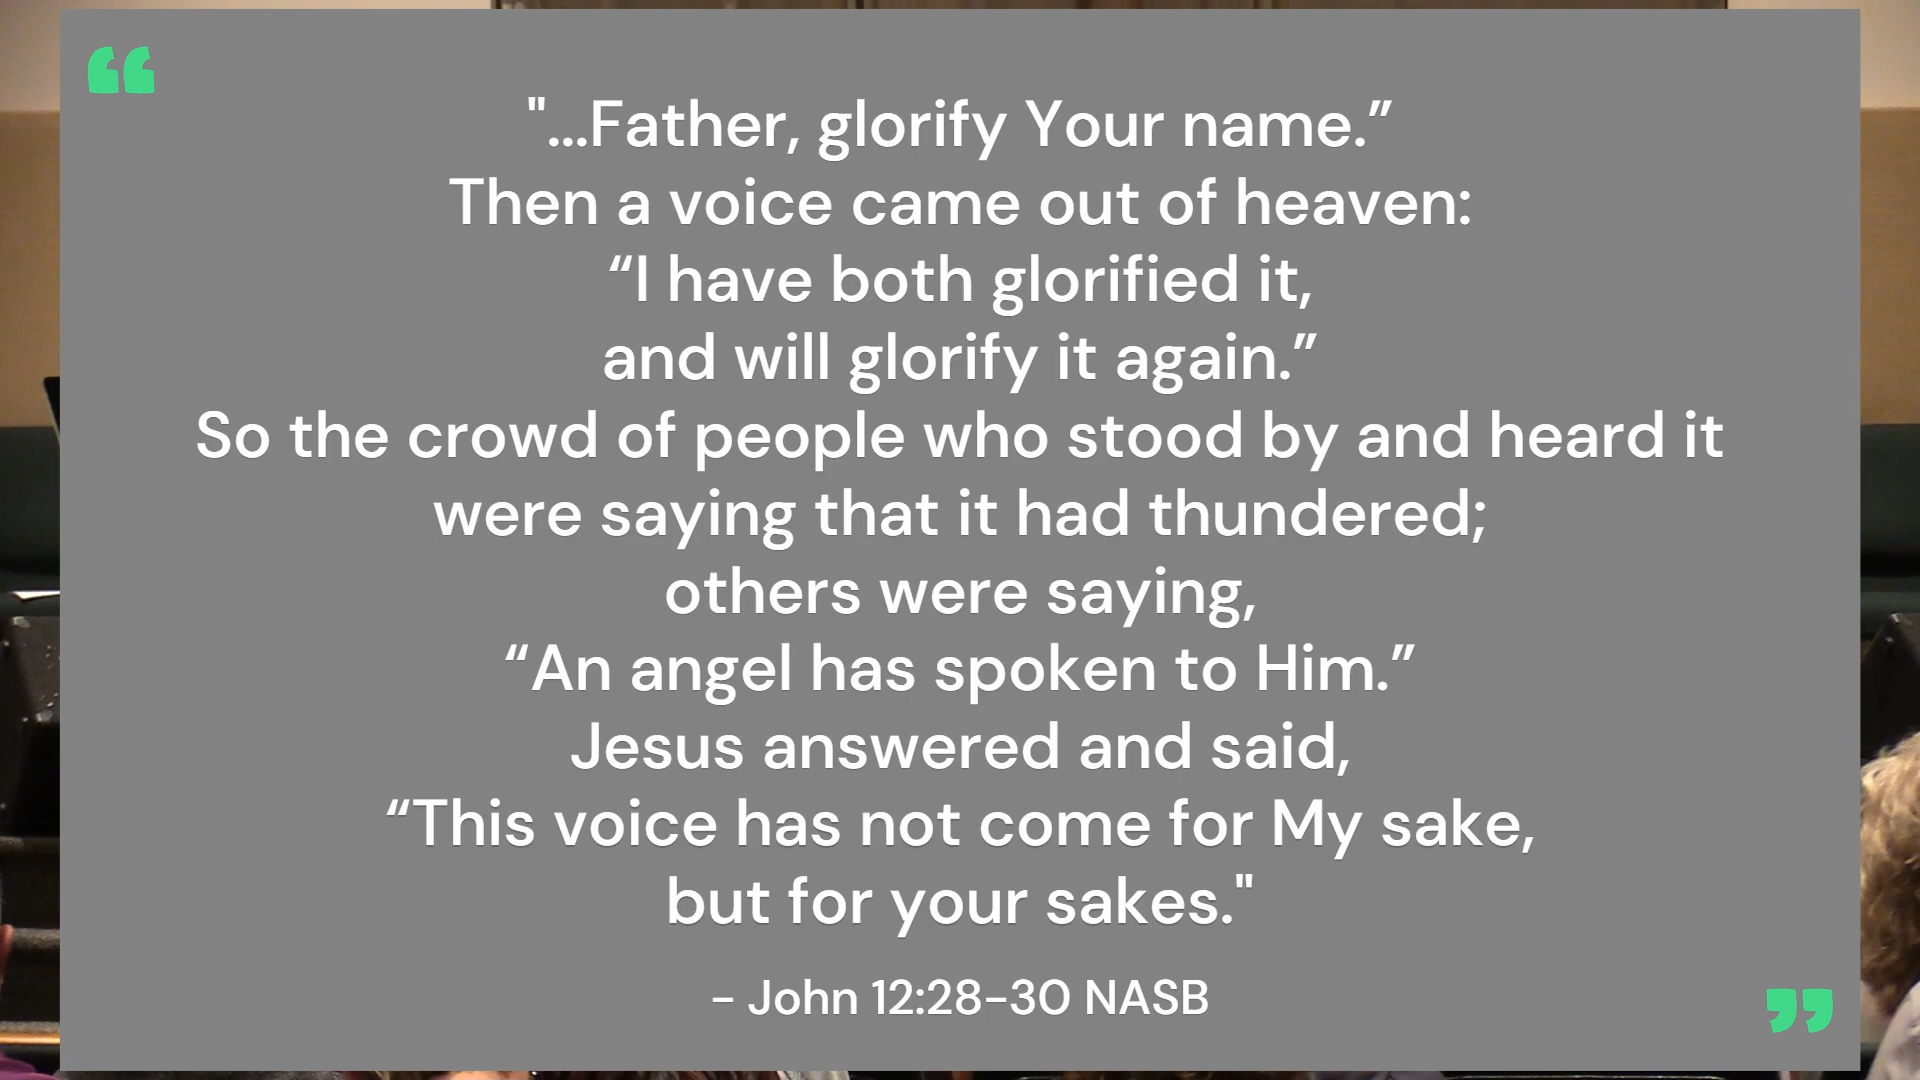 "...Father, glorify Your name.”
Then a voice came out of heaven:
“I have both glorified it,
and will glorify it again.”
So the crowd of people who stood by and heard it
were saying that it had thundered;
others were saying,
“An angel has spoken to Him.”
Jesus answered and said,
“This voice has not come for My sake,
but for your sakes."
- John 12:28-30 NASB